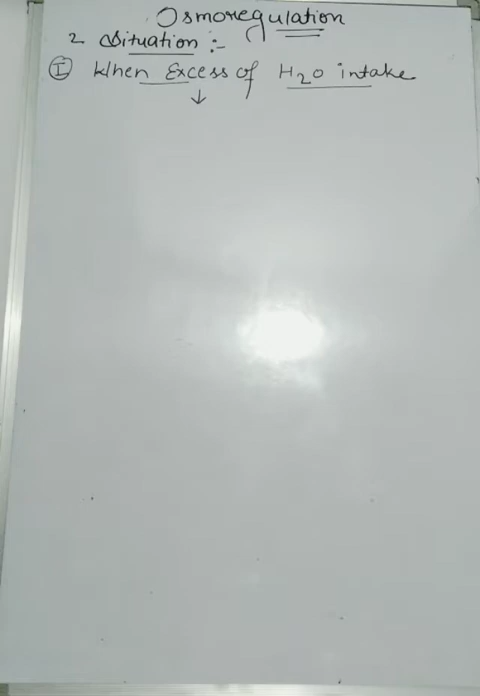 Osmoregulation
2 Situation :-
I When Excess of H2O intake
↓